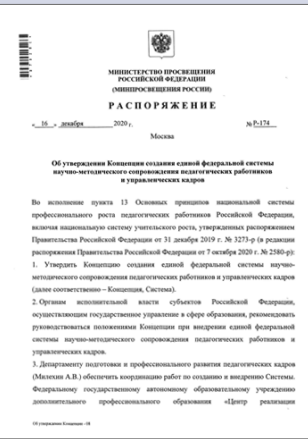 МИНИСТЕРСТВО ПРОСВЕЩЕНИЯ
РОССИЙСКОЙ ФЕДЕРАЦИИ
(МИНПРОСВЕЩЕНИЯ РОССИИ)
РАСПОРЯЖЕНИЕ
« 16 » декабря 2020 г. № Р-174
Москва
Об утверждении Концепции создания единой федеральной системы
научно-методического сопровождения педагогических работников
и управленческих кадров
Во исполнение пункта 13 Основных принципов национальной системы
профессионального роста педагогических работников Российской Федерации,
включая национальную систему учительского роста, утвержденных распоряжением
Правительства Российской Федерации от 31 декабря 2019 г. № 3273-р (в редакции
распоряжения Правительства Российской Федерации от 7 октября 2020 г. № 2580-р):
1. Утвердить Концепцию создания единой федеральной системы научно-
методического сопровождения педагогических работников и управленческих кадров
(далее соответственно – Концепция, Система).
2. Органам исполнительной власти субъектов Российской Федерации,
осуществляющим государственное управление в сфере образования, рекомендовать
руководствоваться положениями Концепции при внедрении единой федеральной
системы научно-методического сопровождения педагогических работников и
управленческих кадров.
3. Департаменту подготовки и профессионального развития педагогических кадров
(Милехин А.В.) обеспечить координацию работ по созданию и внедрению Системы.
Федеральному государственному автономному образовательному учреждению
дополнительного профессионального образования «Центр реализации
Об утверждении Концепции